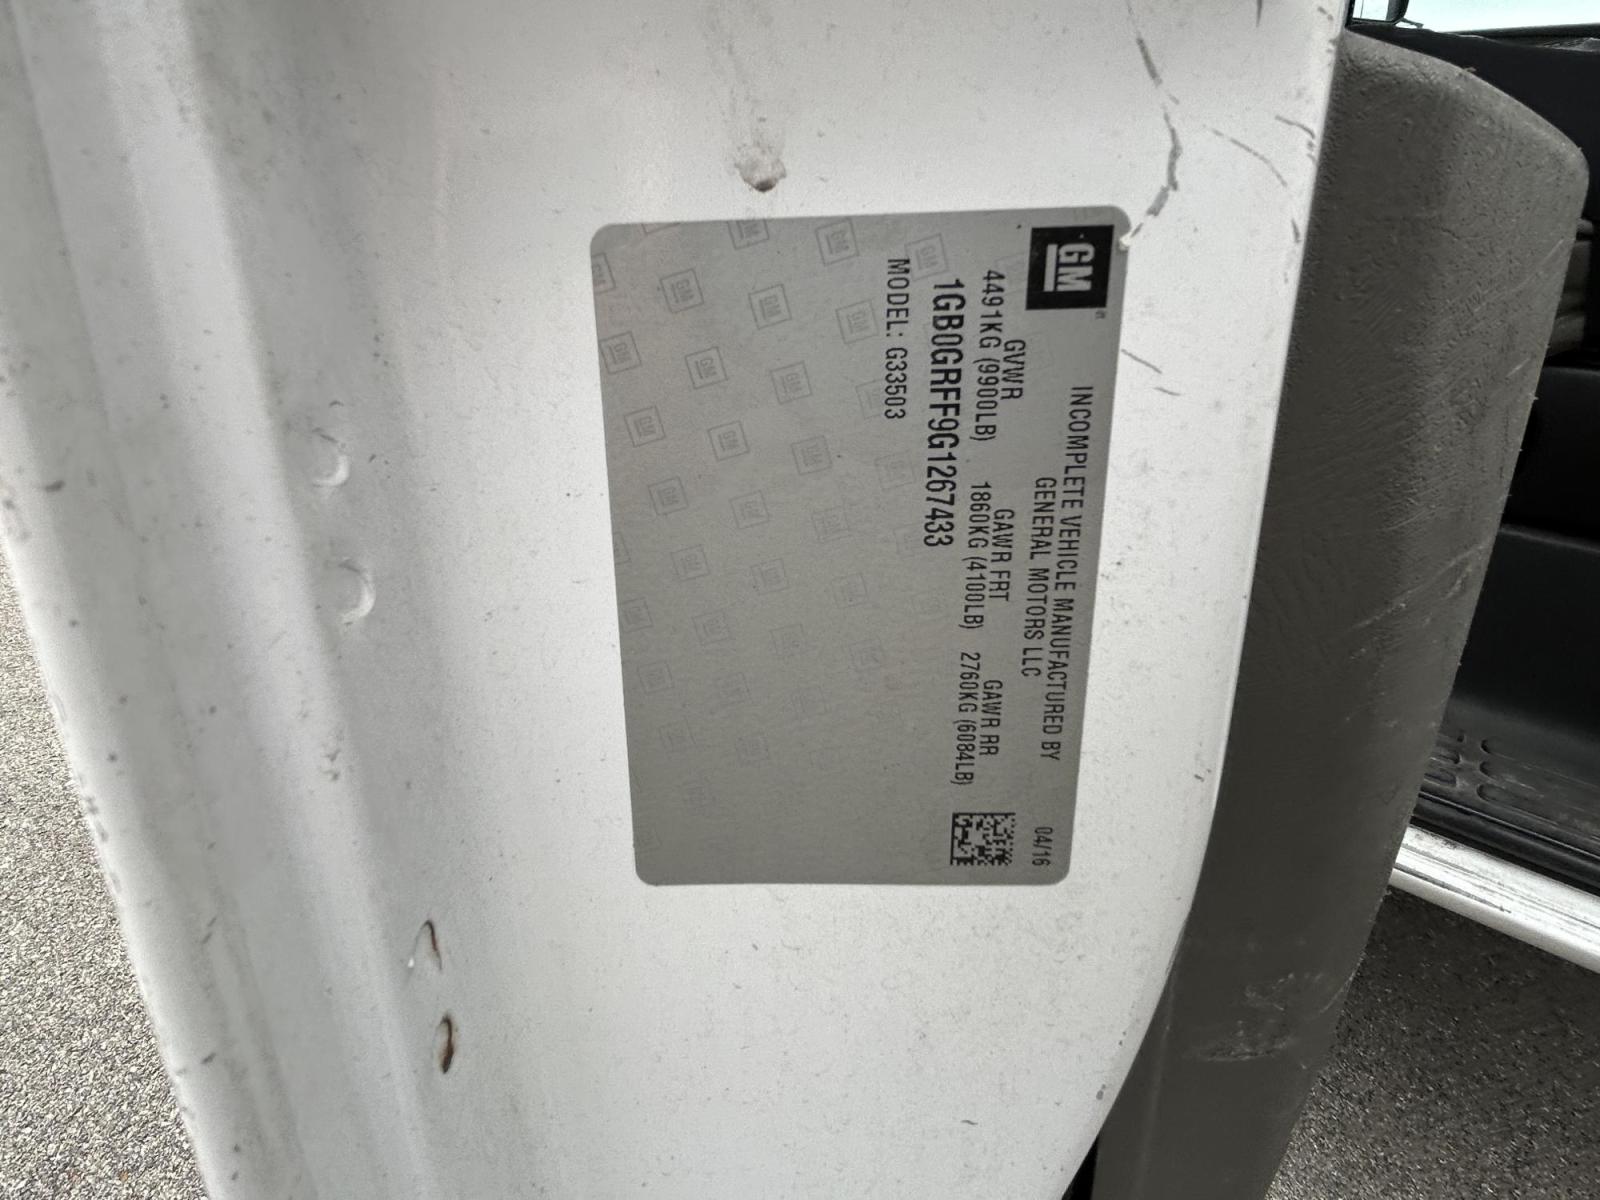 GM
INCOMPLETE VEHICLE MANUFACTURED BY
GENERAL MOTORS LLC
04/16
GVWR GAWR FRT GAWR RR
4491KG (9900LB) 1860KG (4100LB) 2760KG (6084LB)
1GB0GRFF9G1267433
MODEL: G33503